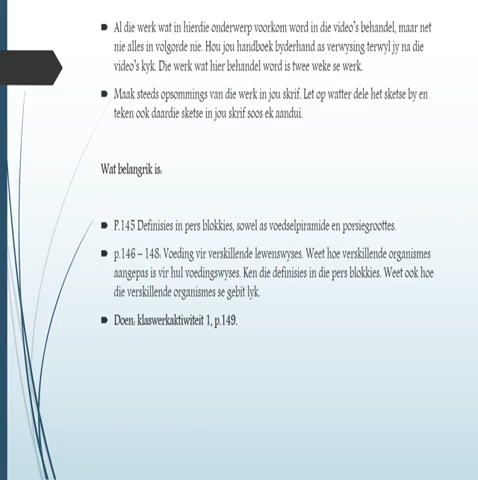 Al die werk wat in hierdie onderwerp voorkom word in die video's behandel, maar net
nie alles in volgorde nie. Hou jou handboek byderhand as verwysing terwyl jy na die
video's kyk. Die werk wat hier behandel word is twee weke se werk.
Maak steeds opsommings van die werk in jou skrif. Let op watter dele het sketse by en
teken ook daardie sketse in jou skrif soos ek aandui.
Wat belangrik is:
P.145 Definisies in pers blokkies, sowel as voedselpiramide en porsiegroottes.
p.146 – 148: Voeding vir verskillende lewenswyses. Weet hoe verskillende organismes
aangepas is vir hul voedingswyses. Ken die definisies in die pers blokkies. Weet ook hoe
die verskillende organismes se gebit lyk.
Doen: klaswerkaktiwiteit 1, p.149.